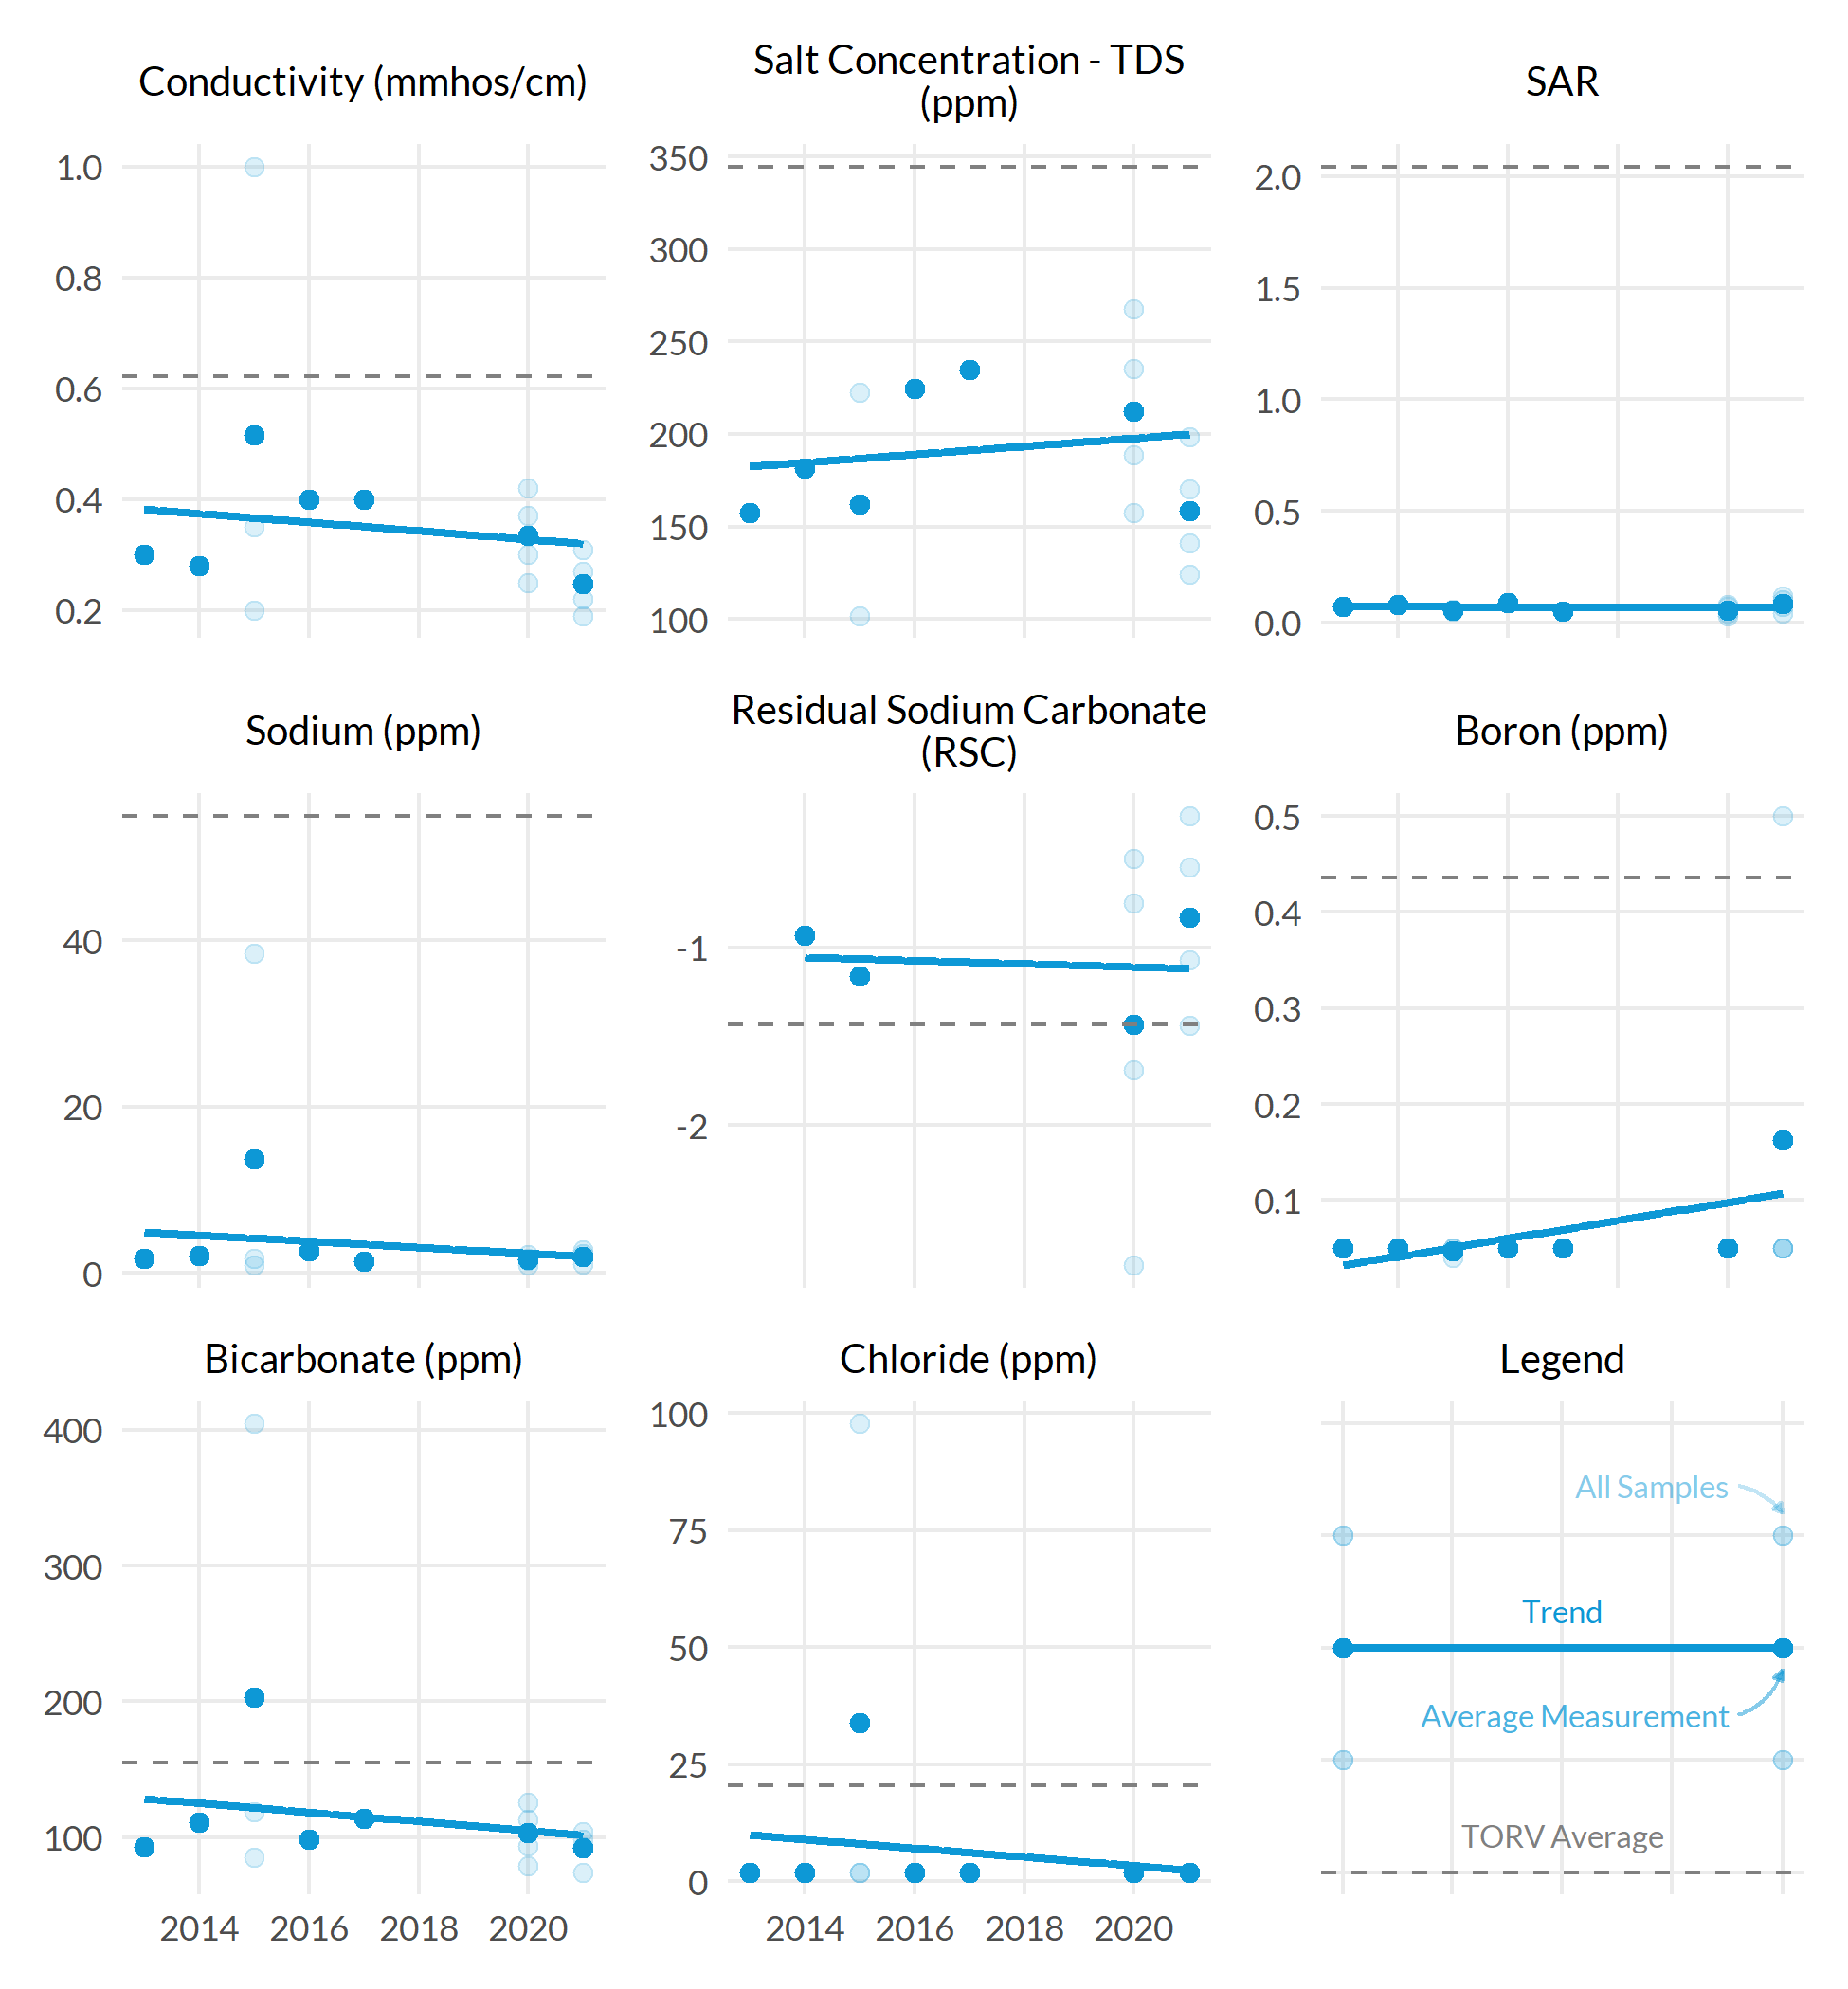 Conductivity (mmhos/cm)
Salt Concentration - TDS
(ppm)
SAR
1.0
0.8
0.6
0.4
0.2
350
300
250
200
150
100
2.0
1.5
1.0
0.5
0.0
Sodium (ppm)
Residual Sodium Carbonate
(RSC)
Boron (ppm)
40
20
0
-1
-2
0.5
0.4
0.3
0.2
0.1
Bicarbonate (ppm)
Chloride (ppm)
Legend
400
300
200
100
2014 2016 2018 2020
100
75
50
25
0
2014 2016 2018 2020
All Samples
Trend
Average Measurement
TORV Average